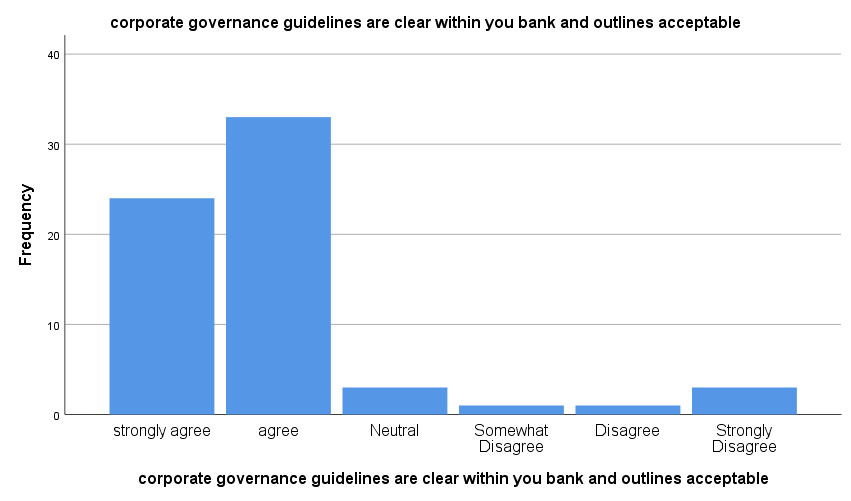 corporate governance guidelines are clear within you bank and outlines acceptable
40
30
20
10
0
Frequency
strongly agree
agree
Neutral
Somewhat
Disagree
Disagree
Strongly
Disagree
corporate governance guidelines are clear within you bank and outlines acceptable